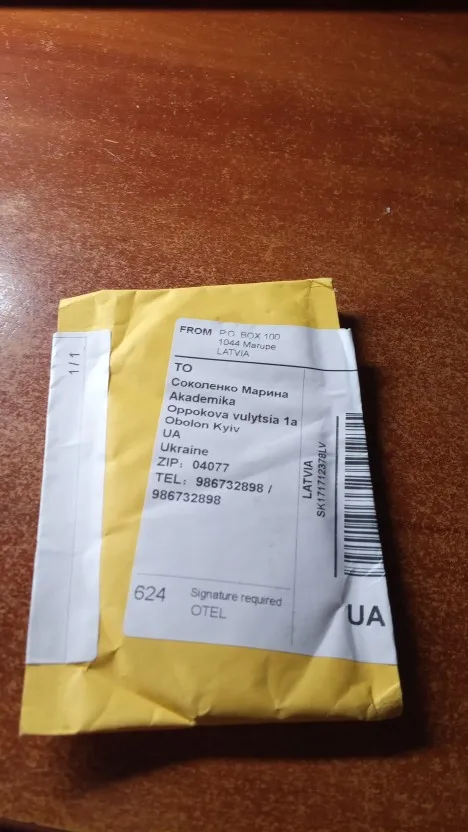 1/1
FROM P.O. BOX 100
1044 Marupe
LATVIA
TO
Соколенко Марина
Akademika
Oppokova vulytsia 1a
Obolon Kyiv
UA
Ukraine
ZIP: 04077
TEL: 986732898 /
986732898
LATVIA
SK171712378LV
624
Signature required
OTEL
UA